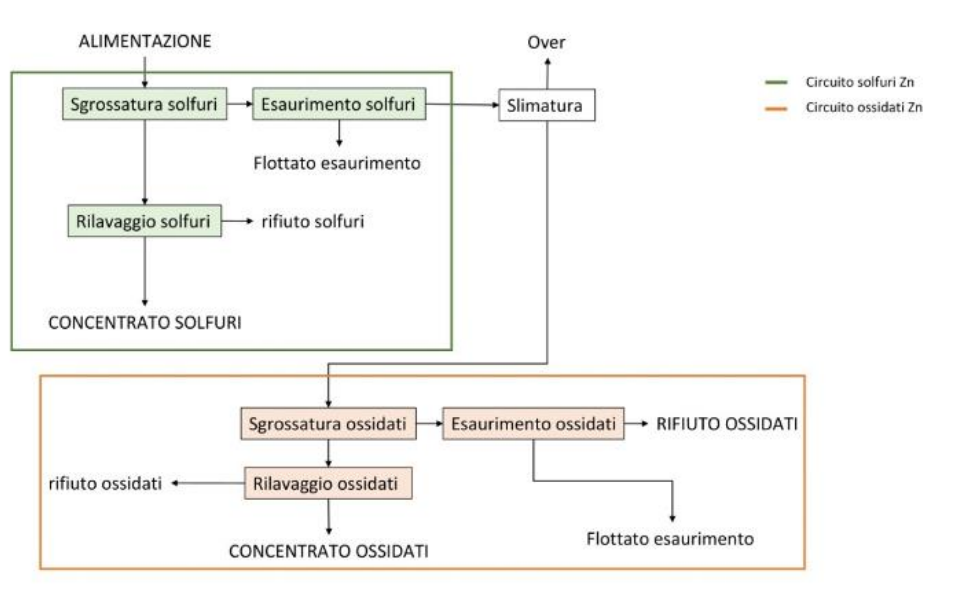 ALIMENTAZIONE
Over
Circuito solfuri Zn
Sgrossatura solfuri
Esaurimento solfuri
Slimatura
Circuito ossidati Zn
Flottato esaurimento
Rilavaggio solfuri
rifiuto solfuri
CONCENTRATO SOLFURI
Sgrossatura ossidati
Esaurimento ossidati
RIFIUTO OSSIDATI
rifiuto ossidati
Rilavaggio ossidati
Flottato esaurimento
CONCENTRATO OSSIDATI